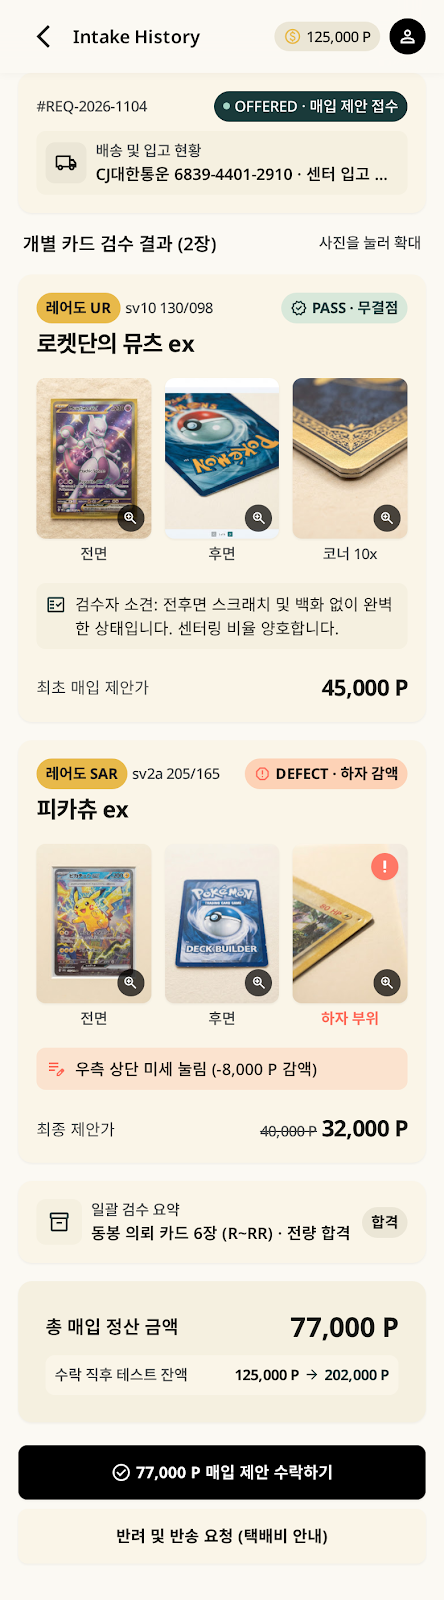 Intake History
125,000 P
#REQ-2026-1104
OFFERED · 매입 제안 접수
배송 및 입고 현황
CJ대한통운 6839-4401-2910 · 센터 입고 ...
개별 카드 검수 결과 (2장)
사진을 눌러 확대
레어도 UR
sv10 130/098
PASS · 무결점
로켓단의 뮤츠 ex
Pokémon
전면
후면
코너 10x
검수자 소견: 전후면 스크래치 및 백화 없이 완벽
한 상태입니다. 센터링 비율 양호합니다.
최초 매입 제안가
45,000 P
레어도 SAR
sv2a 205/165
DEFECT · 하자 감액
피카츄 ex
Pokémon
DECK BUILDER
80 HP
!
전면
후면
하자 부위
우측 상단 미세 눌림 (-8,000 P 감액)
최종 제안가
40,000 P 32,000 P
일괄 검수 요약
동봉 의뢰 카드 6장 (R~RR) · 전량 합격
합격
총 매입 정산 금액
77,000 P
수락 직후 테스트 잔액
125,000 P → 202,000 P
77,000 P 매입 제안 수락하기
반려 및 반송 요청 (택배비 안내)